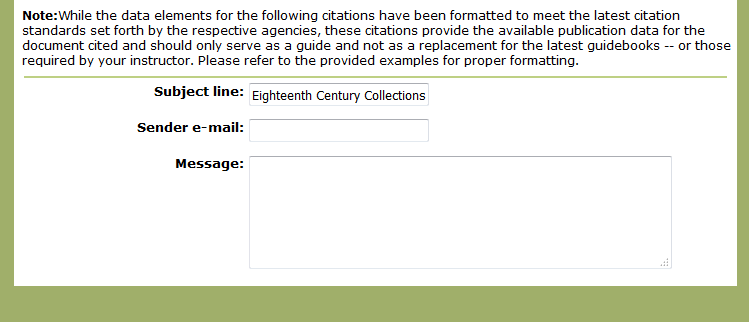 Note:While the data elements for the following citations have been formatted to meet the latest citation
standards set forth by the respective agencies, these citations provide the available publication data for the
document cited and should only serve as a guide and not as a replacement for the latest guidebooks -- or those
required by your instructor. Please refer to the provided examples for proper formatting.
Subject line: Eighteenth Century Collections
Sender e-mail:
Message: